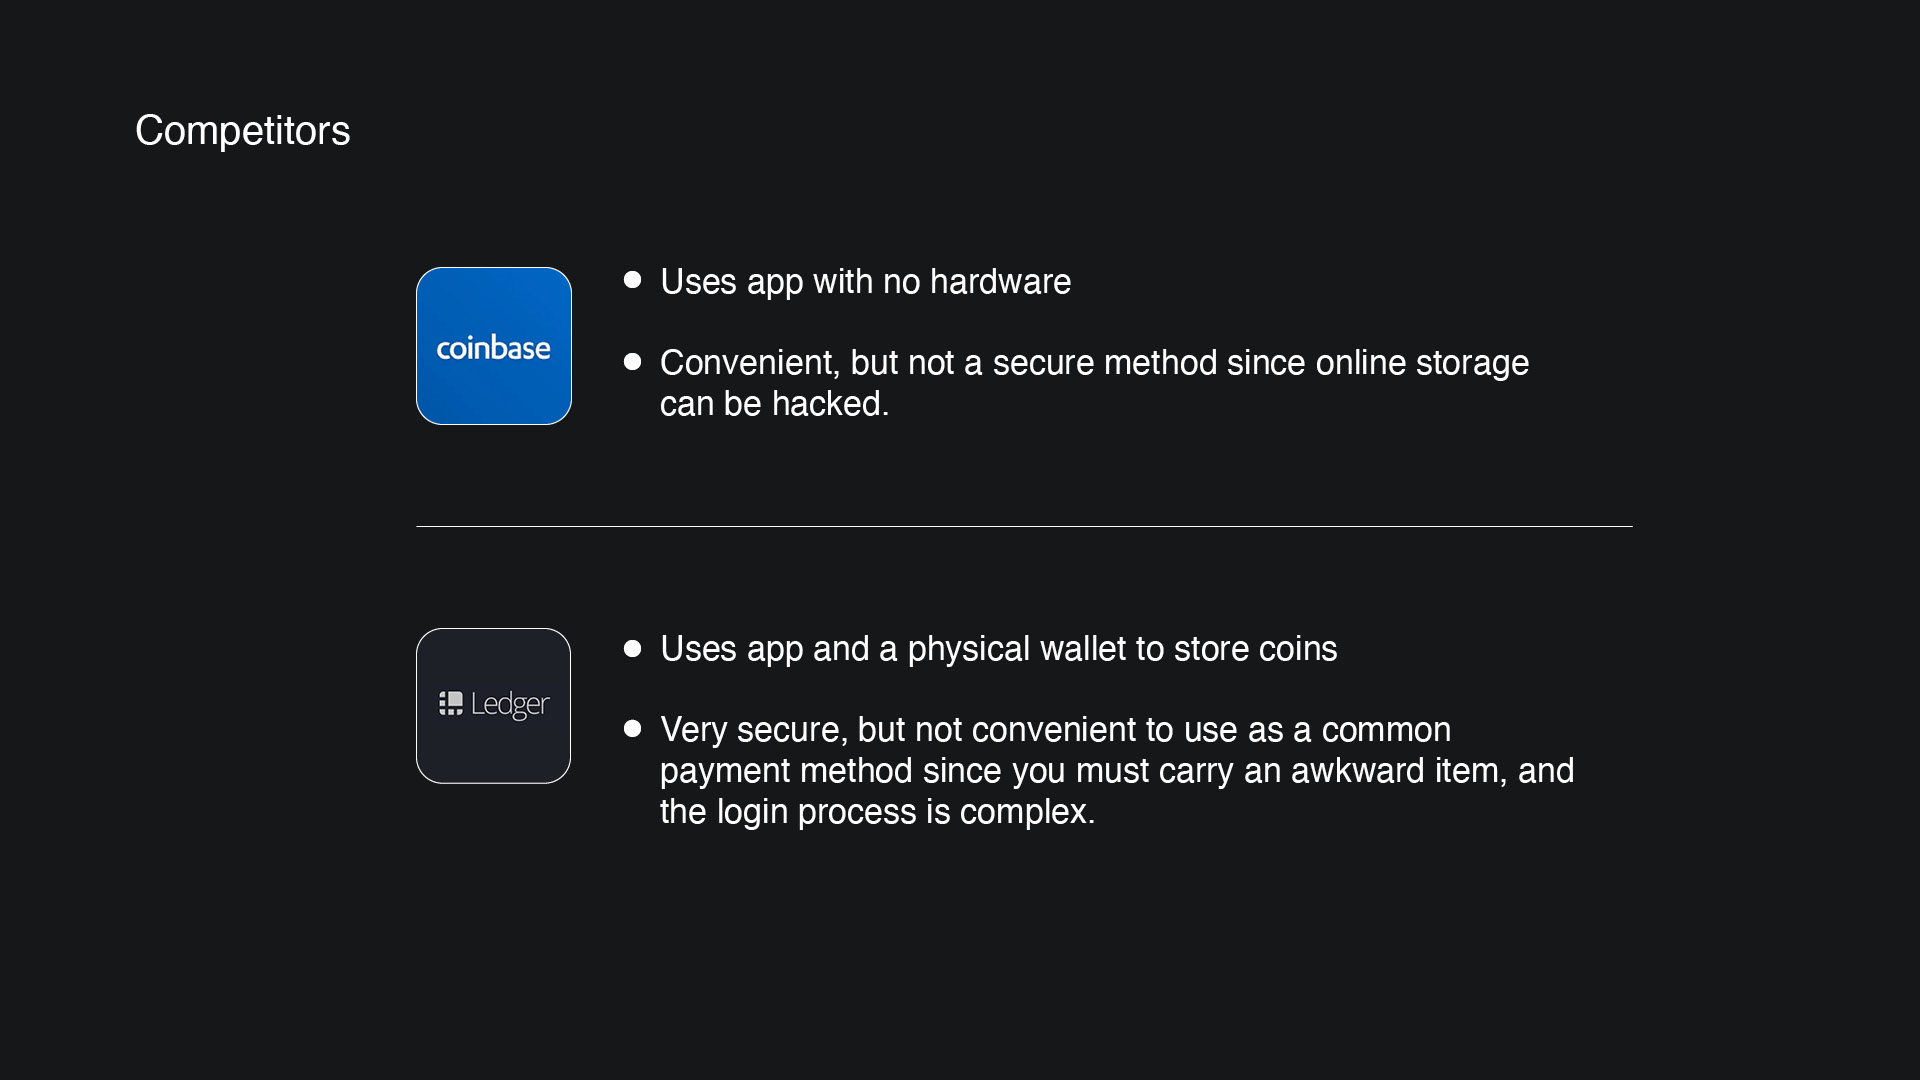 Competitors
coinbase
Uses app with no hardware
Convenient, but not a secure method since online storage
can be hacked.
Ledger
Uses app and a physical wallet to store coins
Very secure, but not convenient to use as a common
payment method since you must carry an awkward item, and
the login process is complex.